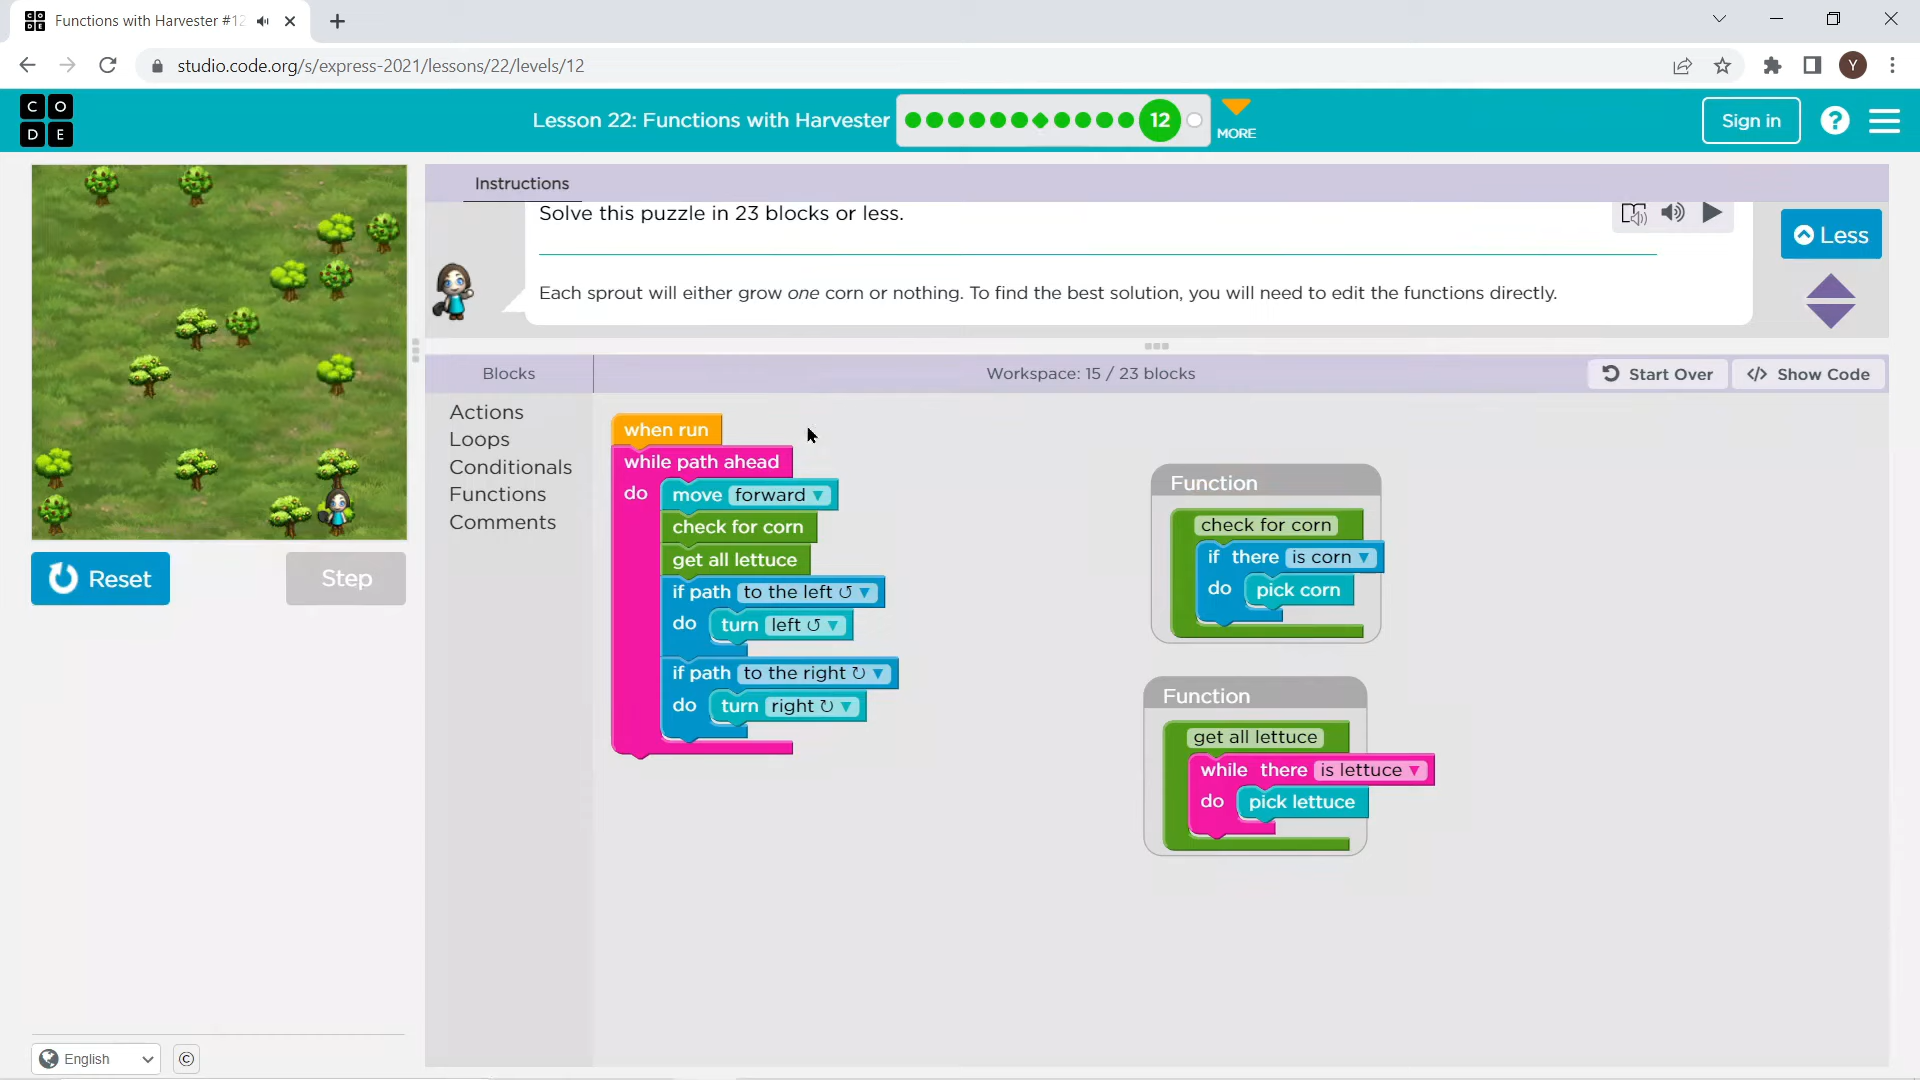 Functions with Harvester #12
studio.code.org/s/express-2021/lessons/22/levels/12
Y
C O
D E
Lesson 22: Functions with Harvester
12
MORE
Sign in
?
Instructions
Solve this puzzle in 23 blocks or less.
Less
Each sprout will either grow one corn or nothing. To find the best solution, you will need to edit the functions directly.
Blocks
Workspace: 15 / 23 blocks
Start Over
</> Show Code
Actions
Loops
Conditionals
Functions
Comments
when run
while path ahead
do move forward ▼
check for corn
get all lettuce
if path to the left ↺ ▼
do turn left ↺ ▼
if path to the right ↻ ▼
do turn right ↻ ▼
Function
check for corn
if there is corn ▼
do pick corn
Function
get all lettuce
while there is lettuce ▼
do pick lettuce
Reset
Step
English
©